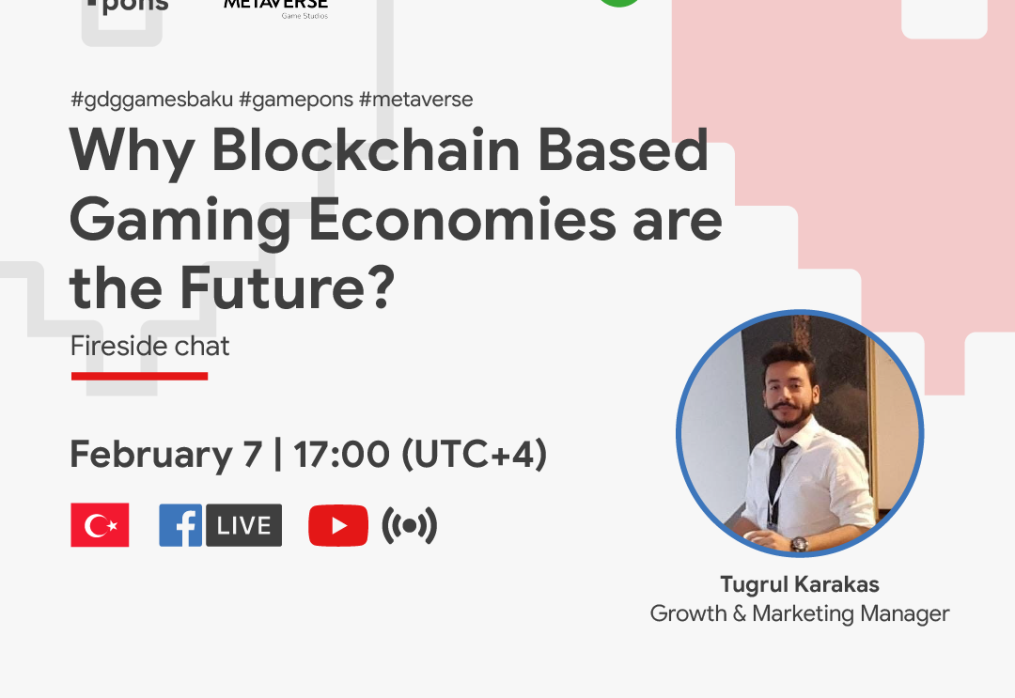 pons
METAVERSE
Game Studios
#gdggamesbaku #gamepons #metaverse
Why Blockchain Based
Gaming Economies are
the Future?
Fireside chat
February 7 | 17:00 (UTC+4)
f LIVE
Tugrul Karakas
Growth & Marketing Manager